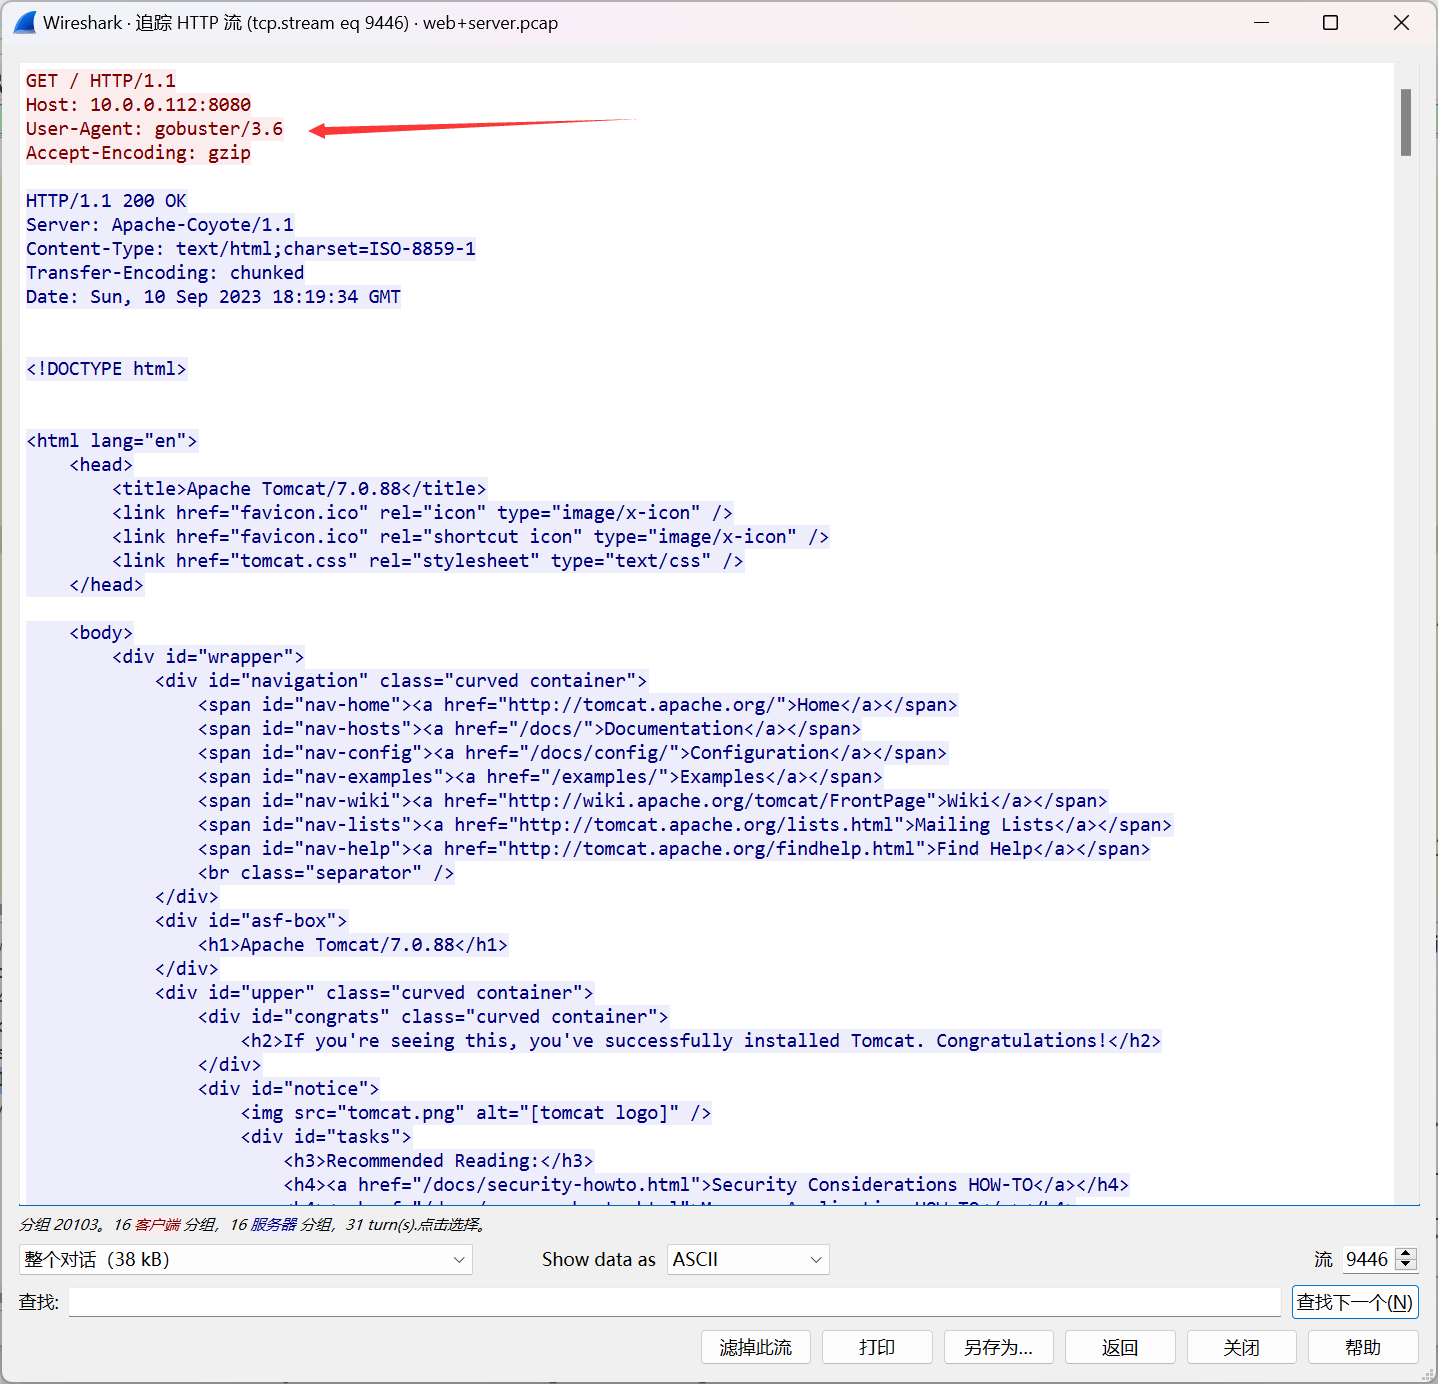 Wireshark · 追踪 HTTP 流 (tcp.stream eq 9446) · web+server.pcap
GET / HTTP/1.1
Host: 10.0.0.112:8080
User-Agent: gobuster/3.6
Accept-Encoding: gzip
HTTP/1.1 200 OK
Server: Apache-Coyote/1.1
Content-Type: text/html;charset=ISO-8859-1
Transfer-Encoding: chunked
Date: Sun, 10 Sep 2023 18:19:34 GMT
<!DOCTYPE html>
<html lang="en">
<head>
<title>Apache Tomcat/7.0.88</title>
<link href="favicon.ico" rel="icon" type="image/x-icon" />
<link href="favicon.ico" rel="shortcut icon" type="image/x-icon" />
<link href="tomcat.css" rel="stylesheet" type="text/css" />
</head>
<body>
<div id="wrapper">
<div id="navigation" class="curved container">
<span id="nav-home"><a href="http://tomcat.apache.org/">Home</a></span>
<span id="nav-hosts"><a href="/docs/">Documentation</a></span>
<span id="nav-config"><a href="/docs/config/">Configuration</a></span>
<span id="nav-examples"><a href="/examples/">Examples</a></span>
<span id="nav-wiki"><a href="http://wiki.apache.org/tomcat/FrontPage">Wiki</a></span>
<span id="nav-lists"><a href="http://tomcat.apache.org/lists.html">Mailing Lists</a></span>
<span id="nav-help"><a href="http://tomcat.apache.org/findhelp.html">Find Help</a></span>
<br class="separator" />
</div>
<div id="asf-box">
<h1>Apache Tomcat/7.0.88</h1>
</div>
<div id="upper" class="curved container">
<div id="congrats" class="curved container">
<h2>If you're seeing this, you've successfully installed Tomcat. Congratulations!</h2>
</div>
<div id="notice">
<img src="tomcat.png" alt="[tomcat logo]" />
<div id="tasks">
<h3>Recommended Reading:</h3>
<h4><a href="/docs/security-howto.html">Security Considerations HOW-TO</a></h4>
分组 20103。16 客户端 分组，16 服务器 分组，31 turn(s).点击选择。
整个对话（38 kB） Show data as ASCII 流 9446
查找: 查找下一个(N)
滤掉此流 打印 另存为... 返回 关闭 帮助